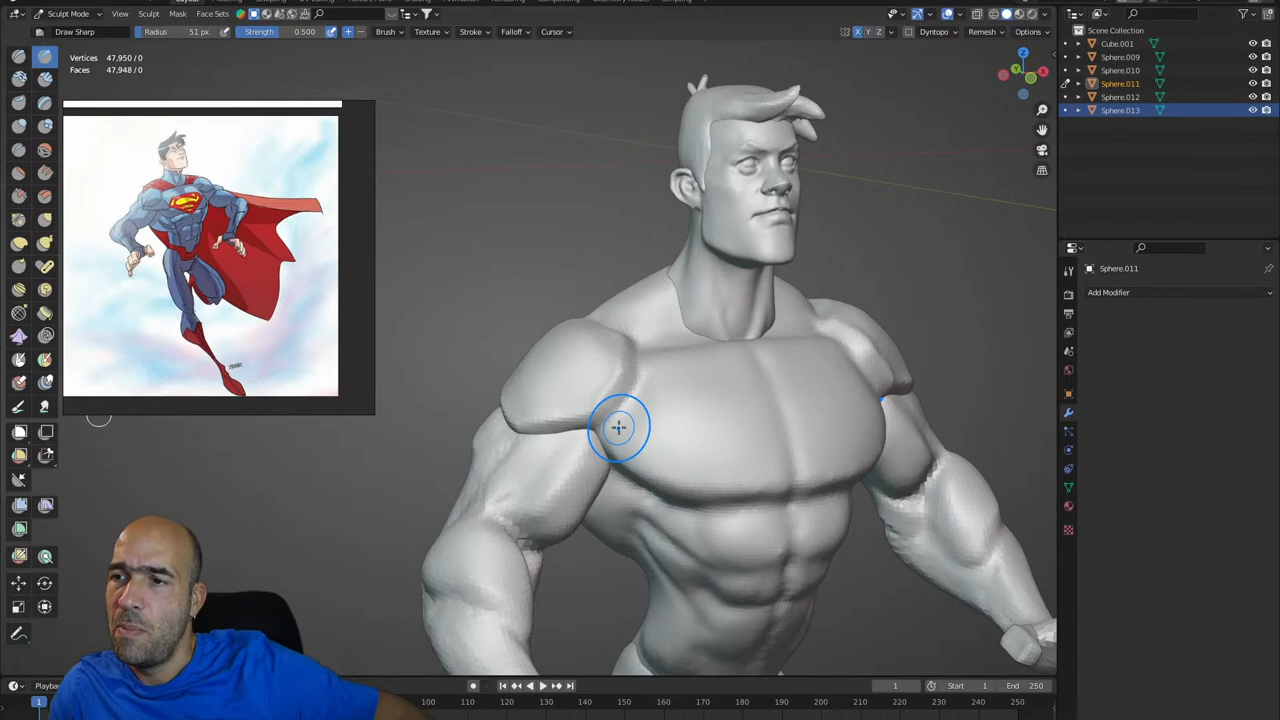 Layout
Sculpt Mask Face Sets
Draw Sharp Radius 51 px Strength 0.500 Brush Texture Stroke Falloff Cursor X Y Z Dyntopo Remesh Options
Vertices 47,950 / 0
Faces 47,948 / 0
Z
Y
X
Scene Collection
Cube.001
Sphere.009
Sphere.010
Sphere.011
Sphere.012
Sphere.013
Sphere.011
Add Modifier
S
Playba
1 Start 1 End 250
1 100 110 120 130 140 150 160 170 180 190 200 210 220 230 240 250